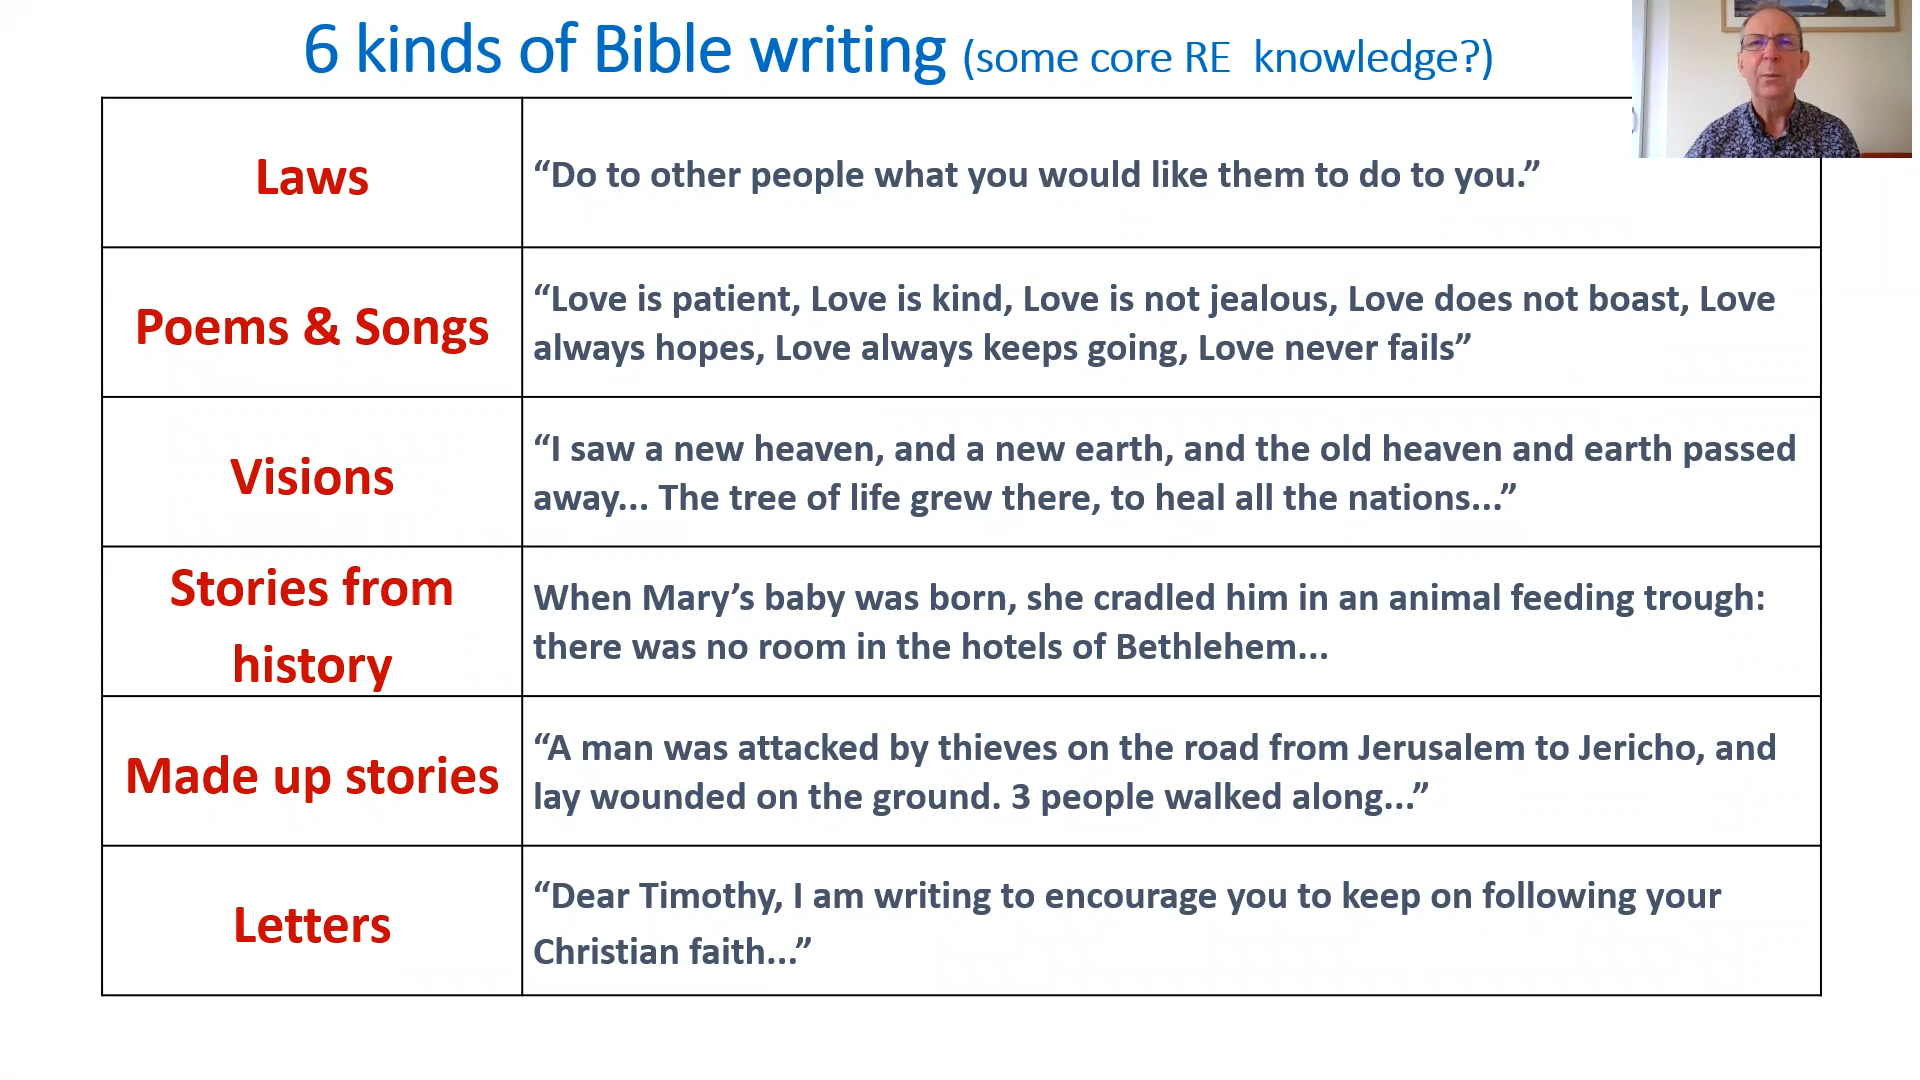 6 kinds of Bible writing (some core RE  knowledge?)
Laws
“Do to other people what you would like them to do to you.”
Poems & Songs
“Love is patient, Love is kind, Love is not jealous, Love does not boast, Love
always hopes, Love always keeps going, Love never fails”
Visions
“I saw a new heaven, and a new earth, and the old heaven and earth passed
away... The tree of life grew there, to heal all the nations...”
Stories from
history
When Mary’s baby was born, she cradled him in an animal feeding trough:
there was no room in the hotels of Bethlehem...
Made up stories
“A man was attacked by thieves on the road from Jerusalem to Jericho, and
lay wounded on the ground. 3 people walked along...”
Letters
“Dear Timothy, I am writing to encourage you to keep on following your
Christian faith...”